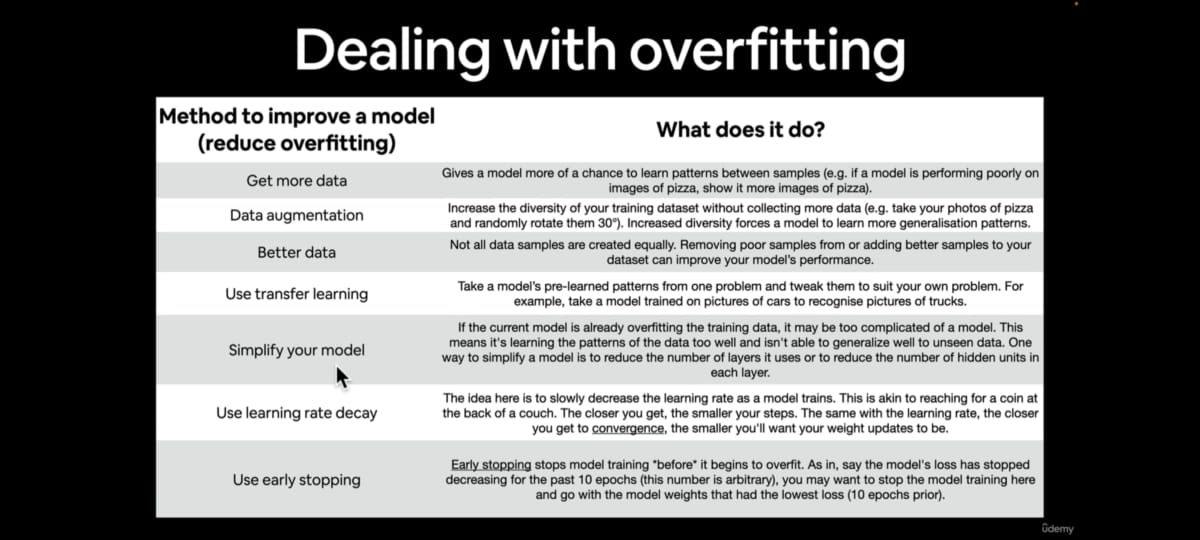 Dealing with overfitting
Method to improve a model
(reduce overfitting)
What does it do?
Get more data
Gives a model more of a chance to learn patterns between samples (e.g. if a model is performing poorly on
images of pizza, show it more images of pizza).
Data augmentation
Increase the diversity of your training dataset without collecting more data (e.g. take your photos of pizza
and randomly rotate them 30°). Increased diversity forces a model to learn more generalisation patterns.
Better data
Not all data samples are created equally. Removing poor samples from or adding better samples to your
dataset can improve your model's performance.
Use transfer learning
Take a model's pre-learned patterns from one problem and tweak them to suit your own problem. For
example, take a model trained on pictures of cars to recognise pictures of trucks.
Simplify your model
If the current model is already overfitting the training data, it may be too complicated of a model. This
means it's learning the patterns of the data too well and isn't able to generalize well to unseen data. One
way to simplify a model is to reduce the number of layers it uses or to reduce the number of hidden units in
each layer.
Use learning rate decay
The idea here is to slowly decrease the learning rate as a model trains. This is akin to reaching for a coin at
the back of a couch. The closer you get, the smaller your steps. The same with the learning rate, the closer
you get to convergence, the smaller you'll want your weight updates to be.
Use early stopping
Early stopping stops model training *before* it begins to overfit. As in, say the model's loss has stopped
decreasing for the past 10 epochs (this number is arbitrary), you may want to stop the model training here
and go with the model weights that had the lowest loss (10 epochs prior).
ûdemy